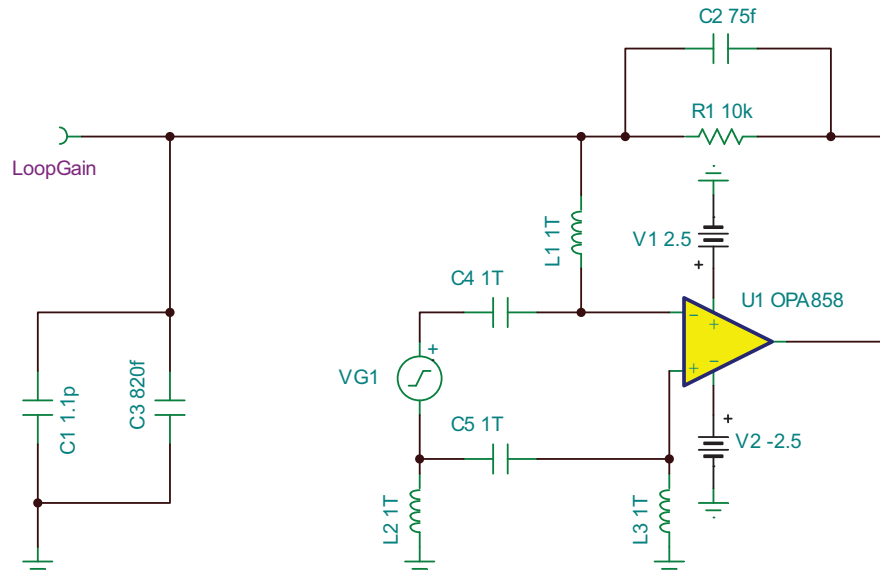 C2 75f
R1 10k
LoopGain
L1 1T
V1 2.5
+
C4 1T
U1 OPA858
-
+
+
VG1
-
+
C1 1.1p
C3 820f
C5 1T
+
V2 -2.5
L2 1T
L3 1T